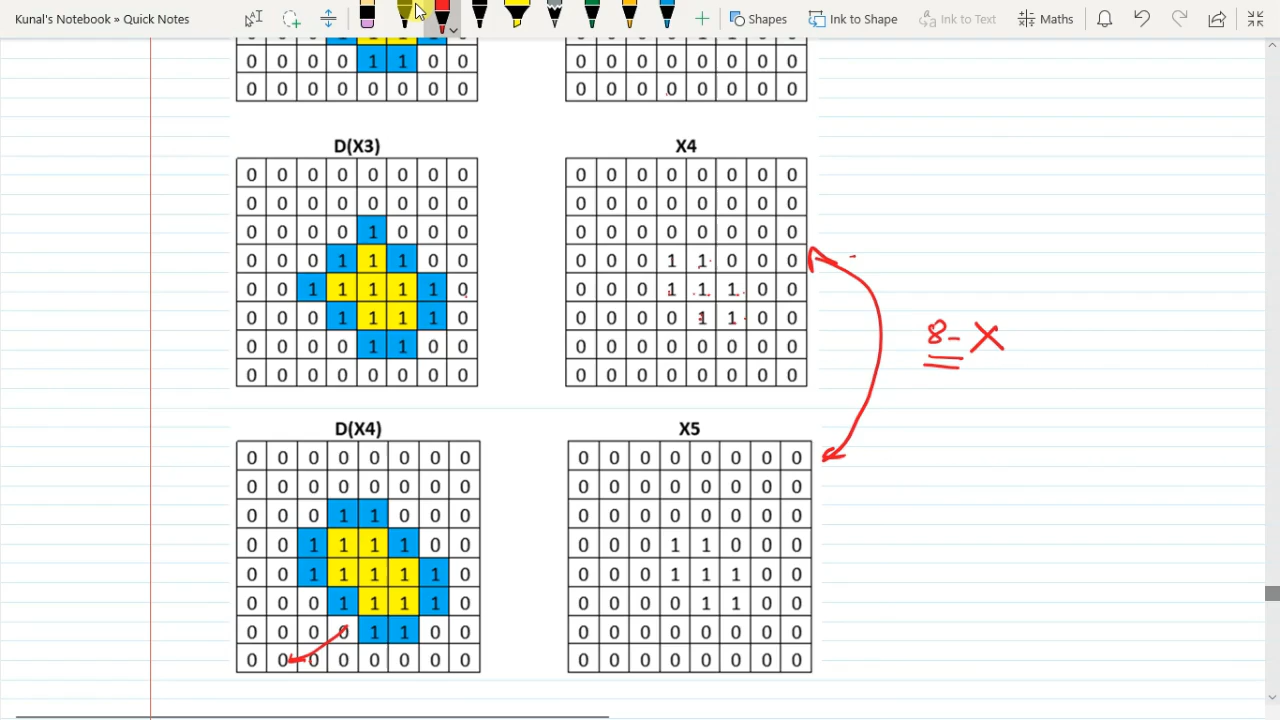 Kunal's Notebook » Quick Notes
Shapes Ink to Shape Ink to Text Maths
0 0 0 0 1 1 0 0
0 0 0 0 0 0 0 0
0 0 0 0 0 0 0 0
0 0 0 0 0 0 0 0
D(X3)
0 0 0 0 0 0 0 0
0 0 0 0 0 0 0 0
0 0 0 0 1 0 0 0
0 0 0 1 1 1 0 0
0 0 1 1 1 1 1 0
0 0 0 1 1 1 1 0
0 0 0 0 1 1 0 0
0 0 0 0 0 0 0 0
X4
0 0 0 0 0 0 0 0
0 0 0 0 0 0 0 0
0 0 0 0 0 0 0 0
0 0 0 1 1 0 0 0
0 0 0 1 1 1 0 0
0 0 0 0 1 1 0 0
0 0 0 0 0 0 0 0
0 0 0 0 0 0 0 0
8- X
D(X4)
0 0 0 0 0 0 0 0
0 0 0 0 0 0 0 0
0 0 0 1 1 0 0 0
0 0 1 1 1 1 0 0
0 0 1 1 1 1 1 0
0 0 0 1 1 1 1 0
0 0 0 0 1 1 0 0
0 0 0 0 0 0 0 0
X5
0 0 0 0 0 0 0 0
0 0 0 0 0 0 0 0
0 0 0 0 0 0 0 0
0 0 0 1 1 0 0 0
0 0 0 1 1 1 0 0
0 0 0 0 1 1 0 0
0 0 0 0 0 0 0 0
0 0 0 0 0 0 0 0